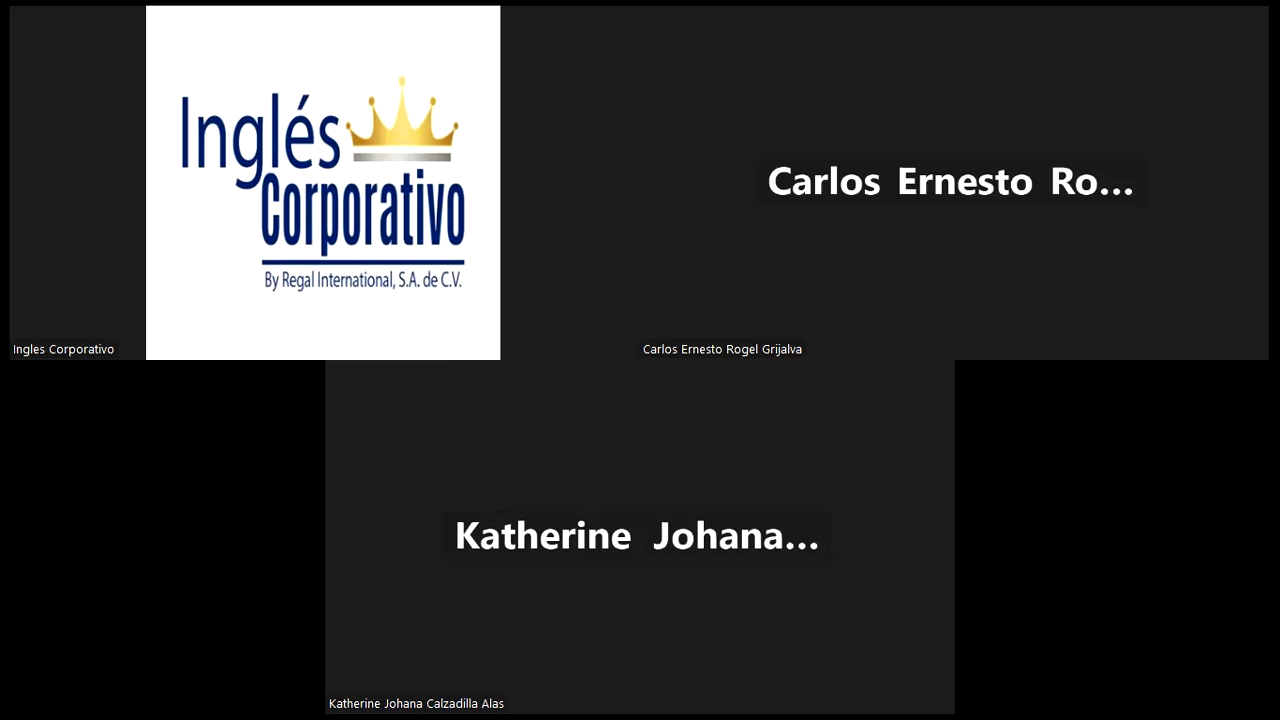 Inglés
Corporativo
By Regal International, S.A. de C.V.
Ingles Corporativo
Carlos Ernesto Ro...
Carlos Ernesto Rogel Grijalva
Katherine Johana...
Katherine Johana Calzadilla Alas